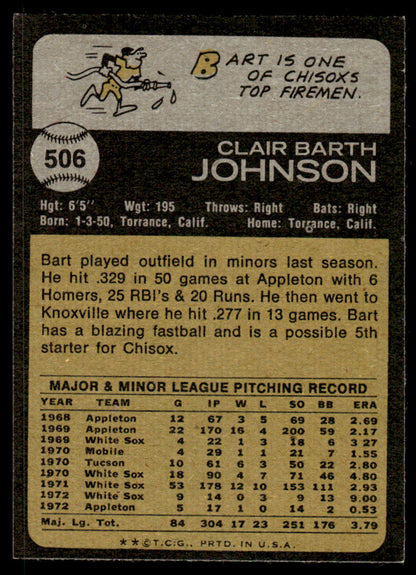 BART IS ONE
OF CHISOXS
TOP FIREMEN.
506
CLAIR BARTH
JOHNSON
Hgt: 6'5" Wgt: 195 Throws: Right Bats: Right
Born: 1-3-50, Torrance, Calif. Home: Torrance, Calif.
Bart played outfield in minors last season.
He hit .329 in 50 games at Appleton with 6
Homers, 25 RBI's & 20 Runs. He then went to
Knoxville where he hit .277 in 13 games. Bart
has a blazing fastball and is a possible 5th
starter for Chisox.
MAJOR & MINOR LEAGUE PITCHING RECORD
YEAR TEAM G IP W L SO BB ERA
1968 Appleton 12 67 3 5 69 28 2.69
1969 Appleton 22 170 16 4 200 59 2.17
1969 White Sox 4 22 1 3 18 6 3.27
1970 Mobile 4 29 1 1 21 7 1.55
1970 Tucson 10 61 6 3 50 22 2.80
1970 White Sox 18 90 4 7 71 46 4.80
1971 White Sox 53 178 12 10 153 111 2.93
1972 White Sox 9 14 0 3 9 13 9.00
1972 Appleton 5 17 1 0 14 2 0.53
Maj. Lg. Tot. 84 304 17 23 251 176 3.79
**©T.C.G., PRTD. IN U.S.A.